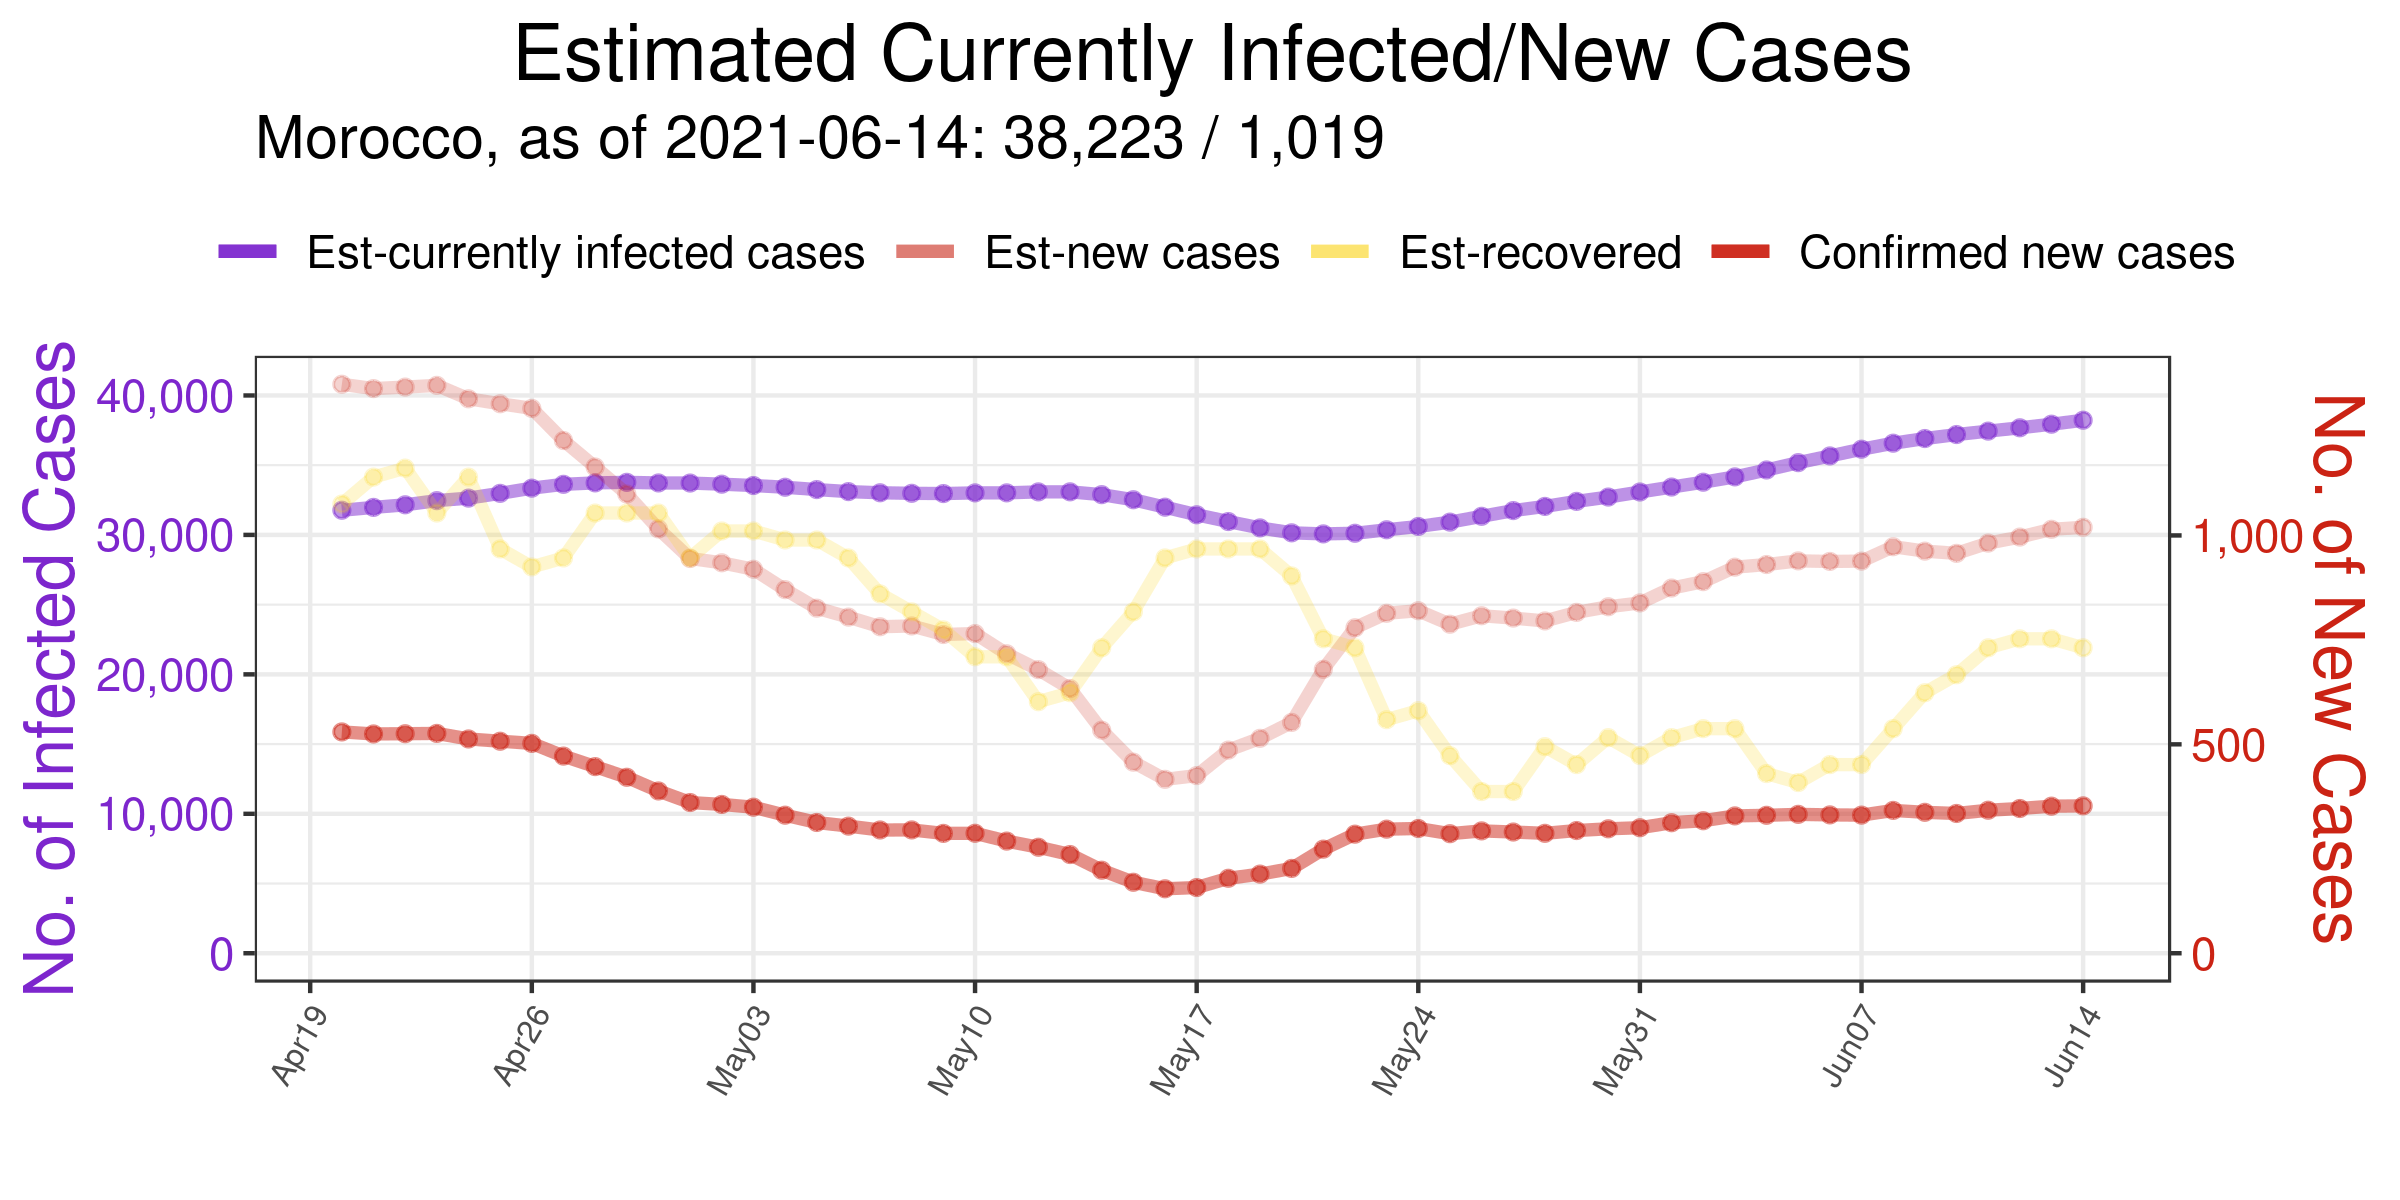 Estimated Currently Infected/New Cases
Morocco, as of 2021-06-14: 38,223 / 1,019
Est-currently infected cases Est-new cases Est-recovered Confirmed new cases
No. of Infected Cases
40,000
30,000
20,000
10,000
0
No. of New Cases
1,000
500
0
Apr19 Apr26 May03 May10 May17 May24 May31 Jun07 Jun14